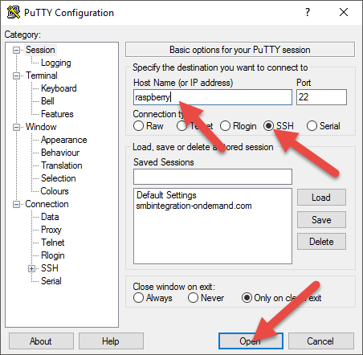 PuTTY Configuration
Category:
Session
Logging
Terminal
Keyboard
Bell
Features
Window
Appearance
Behaviour
Translation
Selection
Colours
Connection
Data
Proxy
Telnet
Rlogin
SSH
Serial
Basic options for your PuTTY session
Specify the destination you want to connect to
Host Name (or IP address) Port
raspberry 22
Connection
Raw Telnet Rlogin SSH Serial
Load, save or delete a stored session
Saved Sessions
Default Settings
smbintegration-ondemand.com
Load
Save
Delete
Close window on exit:
Always Never Only on clean exit
About Help Open Cancel